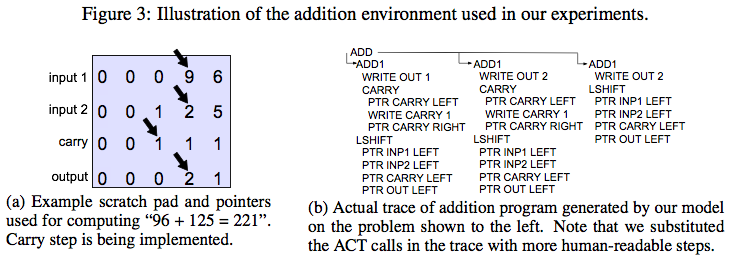 Figure 3: Illustration of the addition environment used in our experiments.
input 1 0 0 0 9 6
input 2 0 0 1 2 5
carry 0 0 1 1 1
output 0 0 0 2 1
(a) Example scratch pad and pointers
used for computing “96 + 125 = 221”.
Carry step is being implemented.
ADD
ADD1
WRITE OUT 1
CARRY
PTR CARRY LEFT
WRITE CARRY 1
PTR CARRY RIGHT
LSHIFT
PTR INP1 LEFT
PTR INP2 LEFT
PTR CARRY LEFT
PTR OUT LEFT
ADD1
WRITE OUT 2
CARRY
PTR CARRY LEFT
WRITE CARRY 1
PTR CARRY RIGHT
LSHIFT
PTR INP1 LEFT
PTR INP2 LEFT
PTR CARRY LEFT
PTR OUT LEFT
ADD1
WRITE OUT 2
LSHIFT
PTR INP1 LEFT
PTR INP2 LEFT
PTR CARRY LEFT
PTR OUT LEFT
(b) Actual trace of addition program generated by our model
on the problem shown to the left. Note that we substituted
the ACT calls in the trace with more human-readable steps.